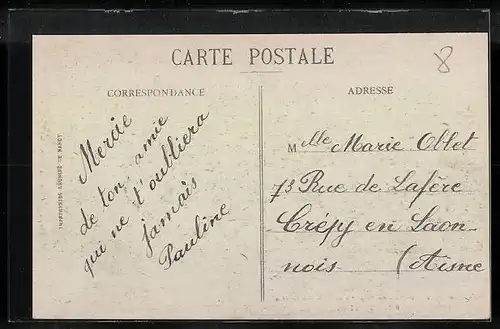 CARTE POSTALE
8
CORRESPONDANCE
de ton amie
qui ne t'oubliera
jamais
Pauline
ADRESSE
Mlle Marie Oblet
73 Rue de Lafère
Crépy en Laon-
nois (Aisne
IMPRIMERIES RÉUNIES DE NANCY